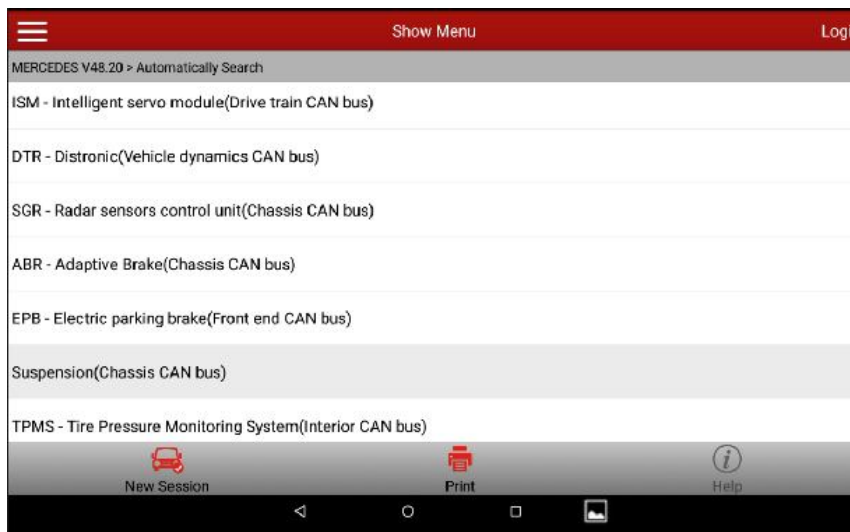 Show Menu
Logi
MERCEDES V48.20 > Automatically Search
ISM - Intelligent servo module(Drive train CAN bus)
DTR - Distronic(Vehicle dynamics CAN bus)
SGR - Radar sensors control unit(Chassis CAN bus)
ABR - Adaptive Brake(Chassis CAN bus)
EPB - Electric parking brake(Front end CAN bus)
Suspension(Chassis CAN bus)
TPMS - Tire Pressure Monitoring System(Interior CAN bus)
New Session
Print
Help